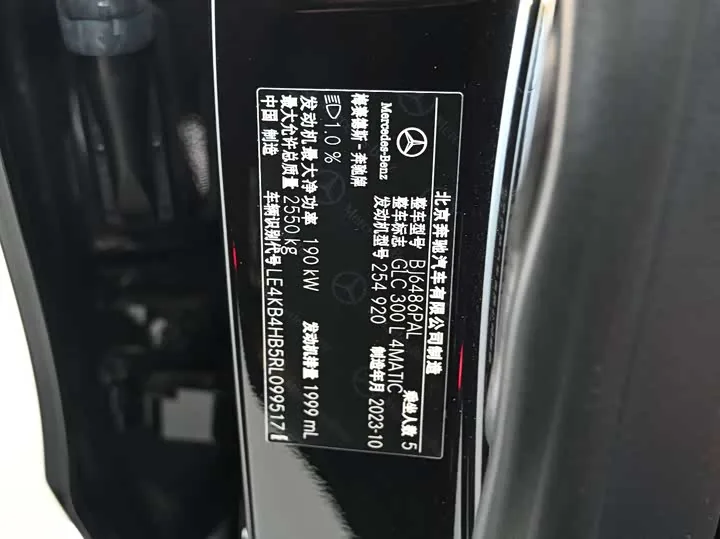 北京奔驰汽车有限公司制造
Mercedes-Benz
梅赛德斯-奔驰牌
整车型号 BJ6486PAL
整车标志 GLC 300 L 4MATIC
乘坐人数 5
发动机型号 254 920
制造年月 2023-10
1.0 %
发动机最大净功率 190 kW
发动机排量 1999 mL
最大允许总质量 2550 kg
中国 制造
车辆识别代号 LE4KB4HB5RL099517